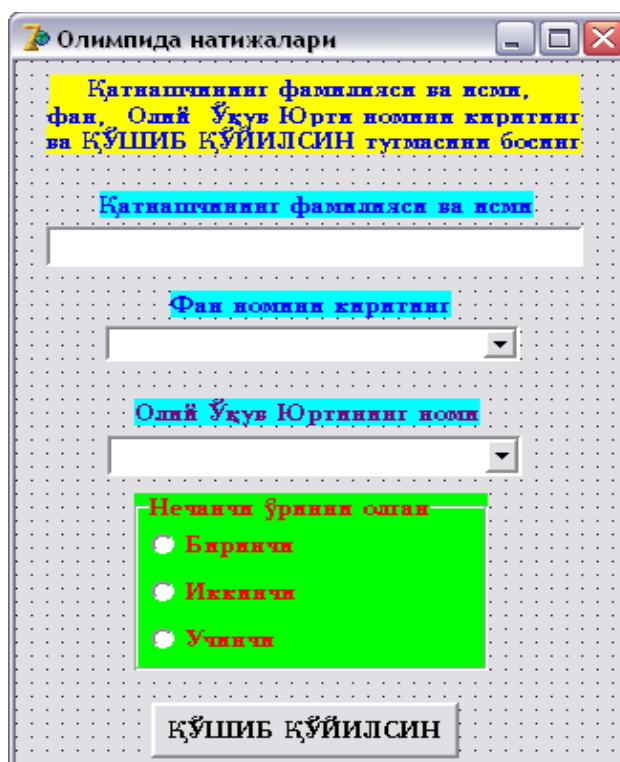 Олимпида натижалари
Қатнашчининг фамилияси ва исми,
фан, Олий Ўқув Юрти номини киритинг
ва ҚЎШИБ ҚЎЙИЛСИН тугмасини босинг
Қатнашчининг фамилияси ва исми
Фан номини киритинг
Олий Ўқув Юртининг номи
Нечанчи ўринни олган
Биринчи
Иккинчи
Учинчи
ҚЎШИБ ҚЎЙИЛСИН